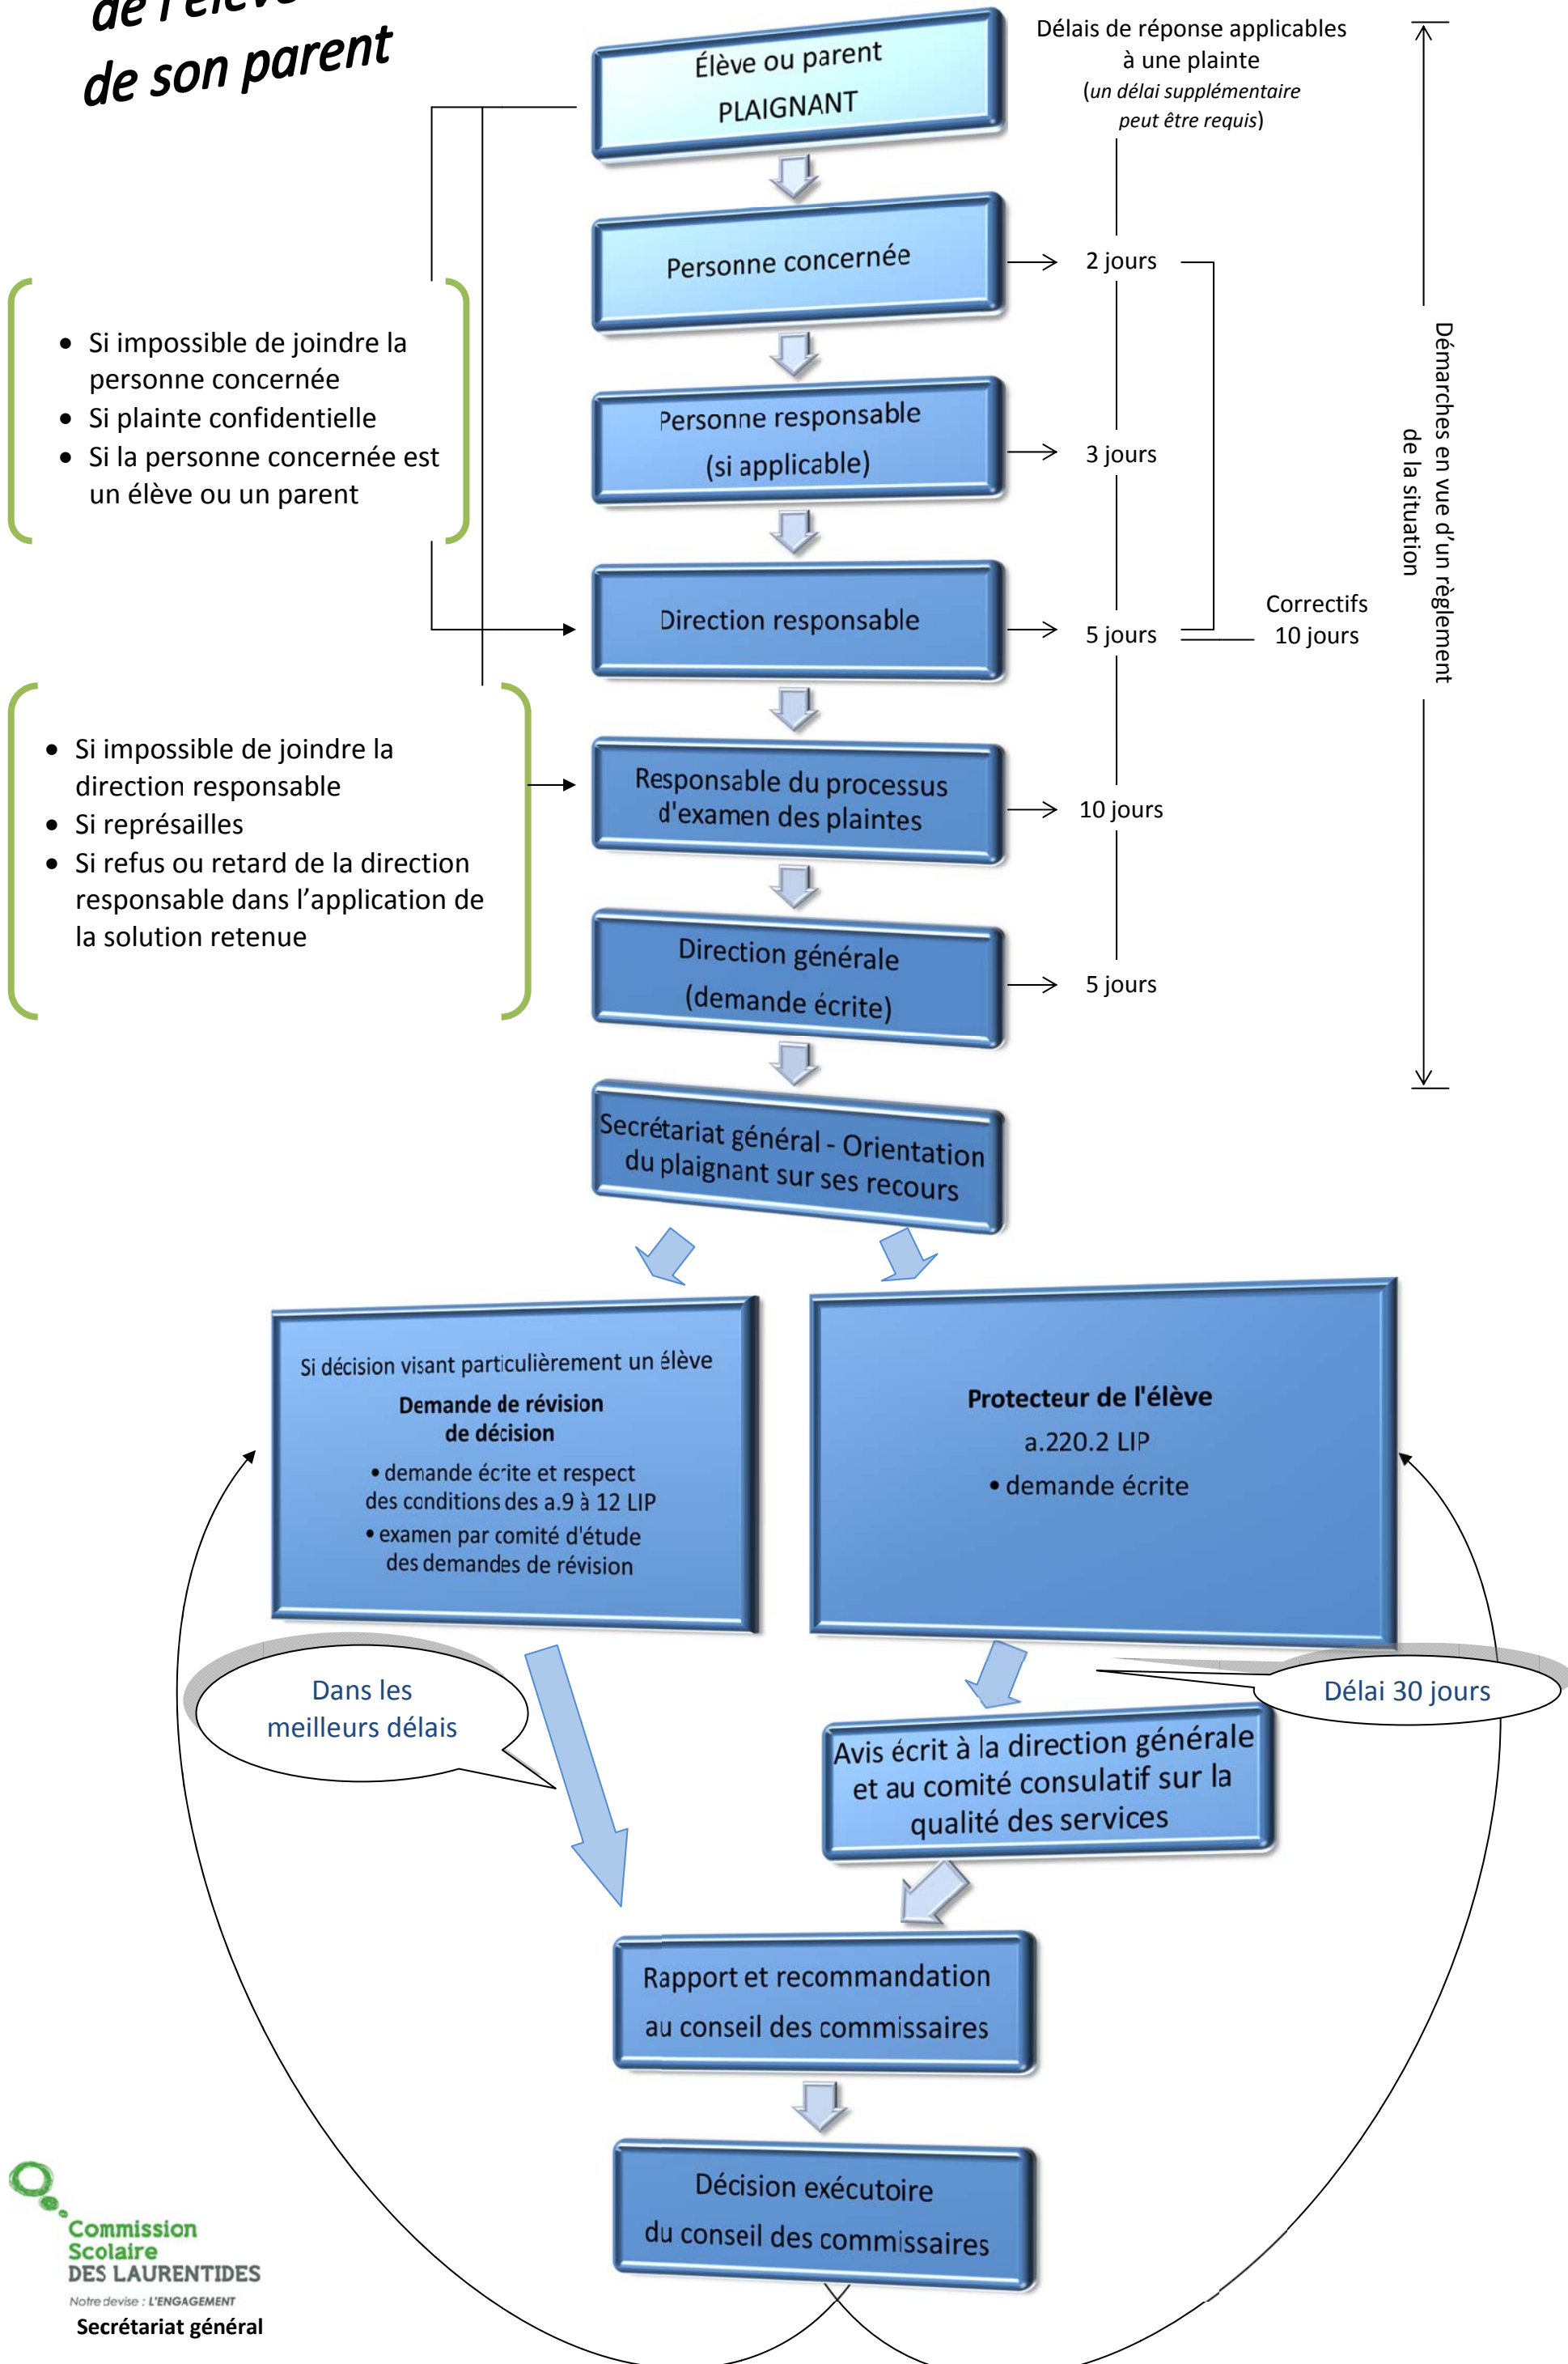 de l'élève
de son parent
Élève ou parent
PLAIGNANT
Délais de réponse applicables
à une plainte
(un délai supplémentaire
peut être requis)
Personne concernée
2 jours
• Si impossible de joindre la
personne concernée
• Si plainte confidentielle
• Si la personne concernée est
un élève ou un parent
Personne responsable
(si applicable)
3 jours
Démarches en vue d'un règlement
de la situation
Direction responsable
5 jours
Correctifs
10 jours
• Si impossible de joindre la
direction responsable
• Si représailles
• Si refus ou retard de la direction
responsable dans l'application de
la solution retenue
Responsable du processus
d'examen des plaintes
10 jours
Direction générale
(demande écrite)
5 jours
Secrétariat général - Orientation
du plaignant sur ses recours
Si décision visant particulièrement un élève
Demande de révision
de décision
• demande écrite et respect
des conditions des a.9 à 12 LIP
• examen par comité d'étude
des demandes de révision
Protecteur de l'élève
a.220.2 LIP
• demande écrite
Dans les
meilleurs délais
Délai 30 jours
Avis écrit à la direction générale
et au comité consulatif sur la
qualité des services
Rapport et recommandation
au conseil des commissaires
Décision exécutoire
du conseil des commissaires
Commission
Scolaire
DES LAURENTIDES
Notre devise : L'ENGAGEMENT
Secrétariat général